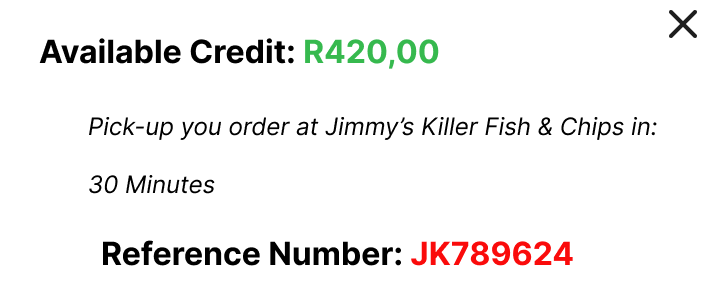 Available Credit: R420,00
Pick-up you order at Jimmy's Killer Fish & Chips in:
30 Minutes
Reference Number: JK789624